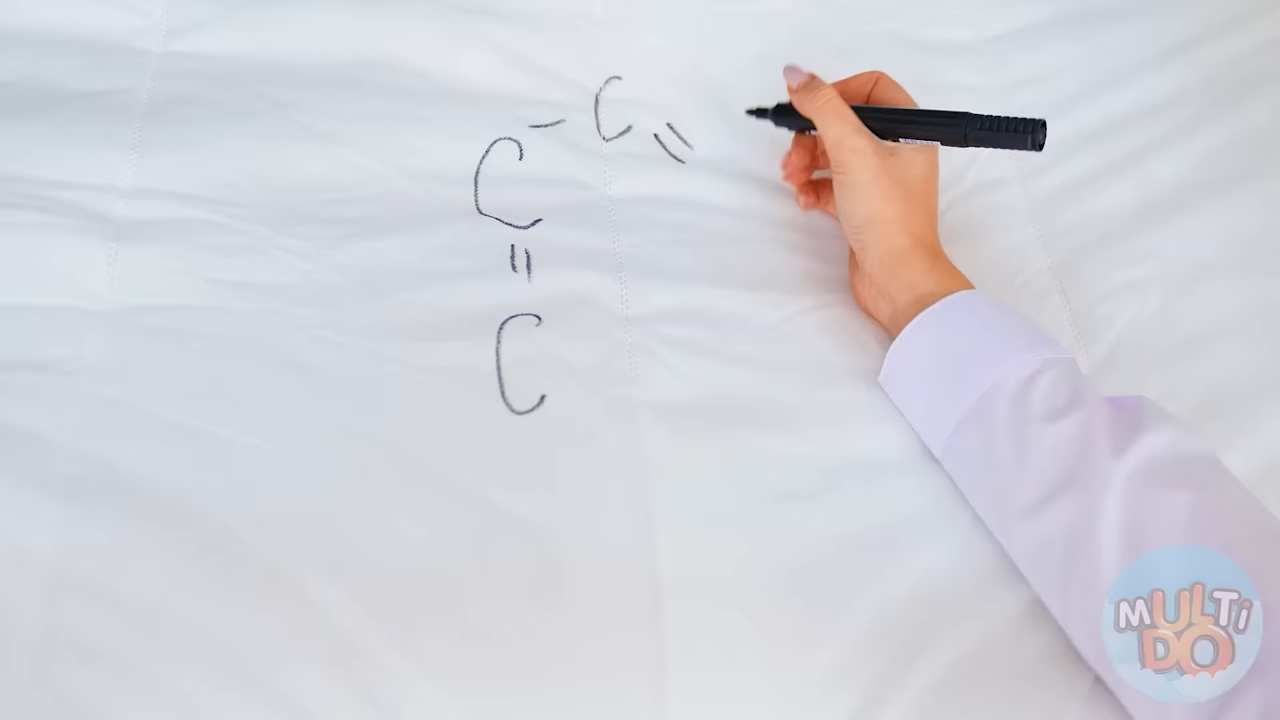 C
- C =
=
C
MULTi
DO